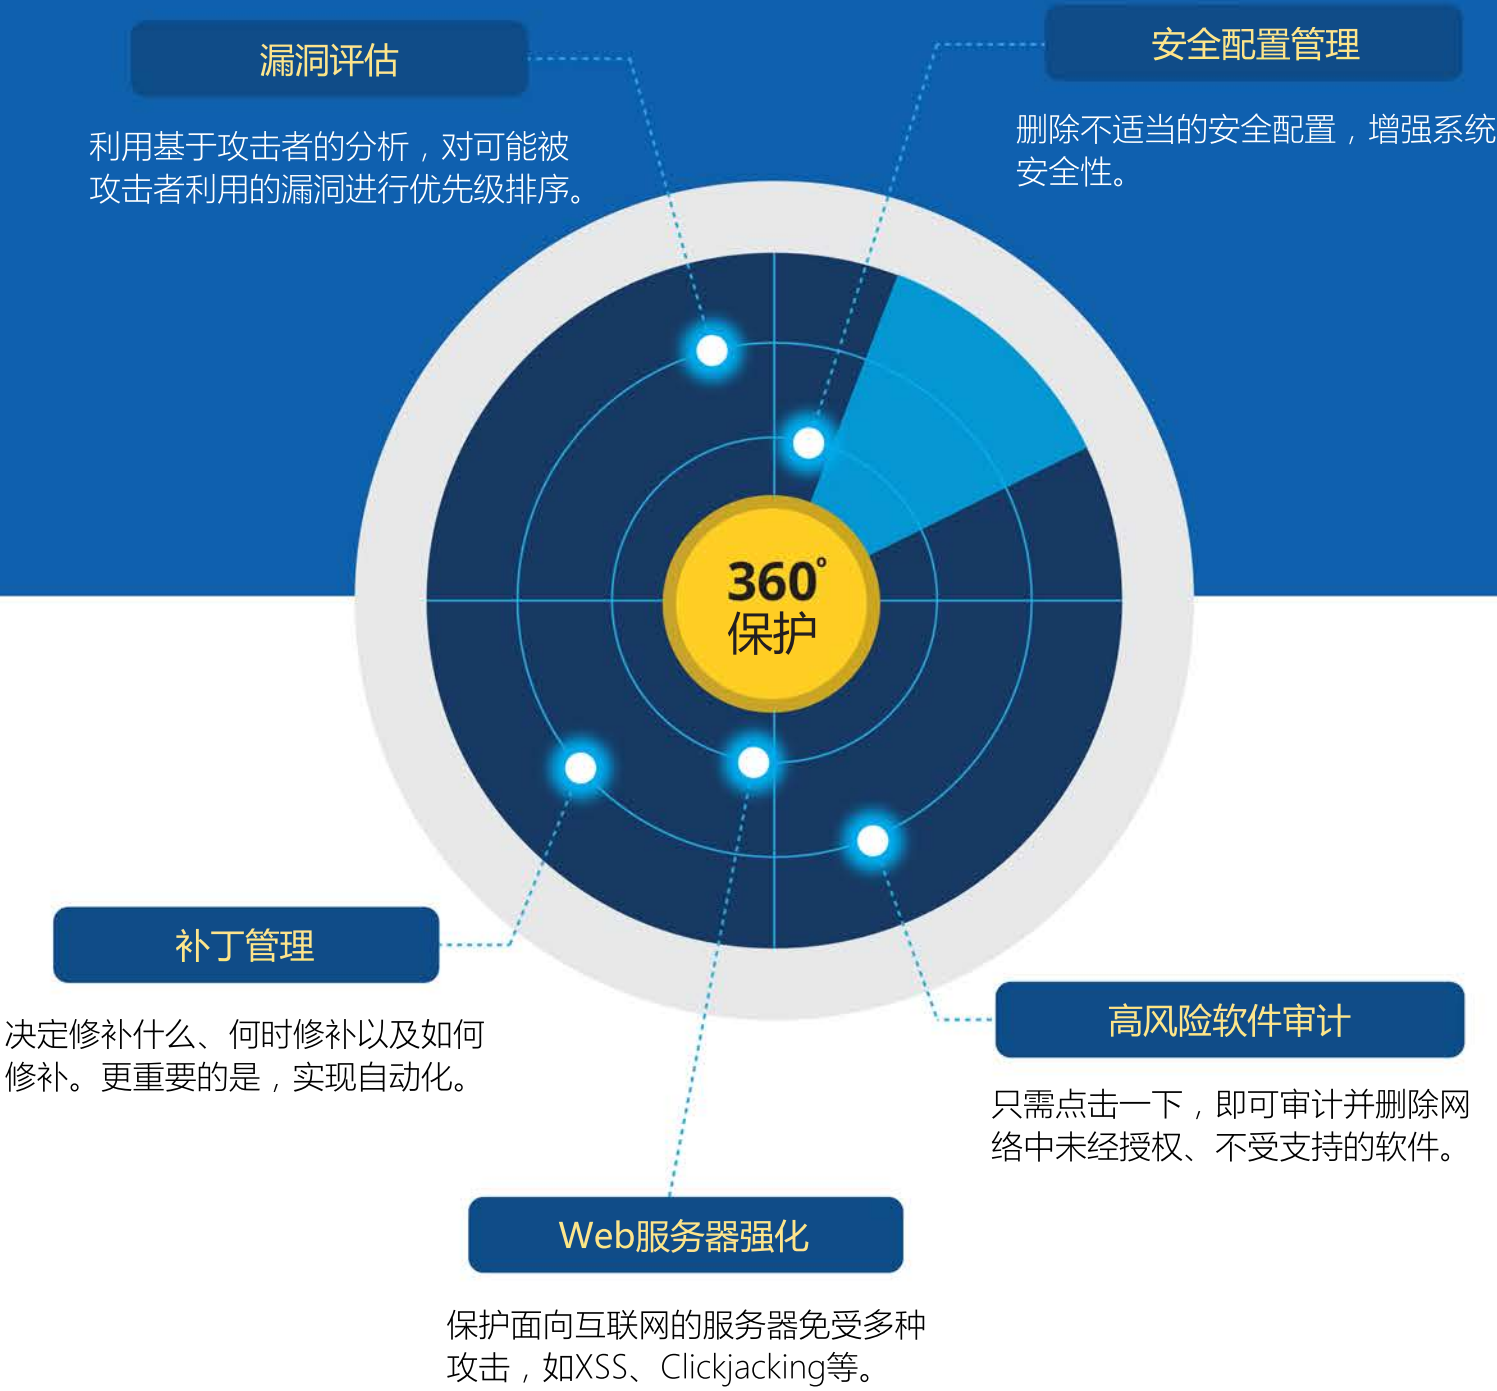 漏洞评估
利用基于攻击者的分析，对可能被
攻击者利用的漏洞进行优先级排序。
安全配置管理
删除不适当的安全配置，增强系统
安全性。
360°
保护
补丁管理
决定修补什么、何时修补以及如何
修补。更重要的是，实现自动化。
高风险软件审计
只需点击一下，即可审计并删除网
络中未经授权、不受支持的软件。
Web服务器强化
保护面向互联网的服务器免受多种
攻击，如XSS、Clickjacking等。